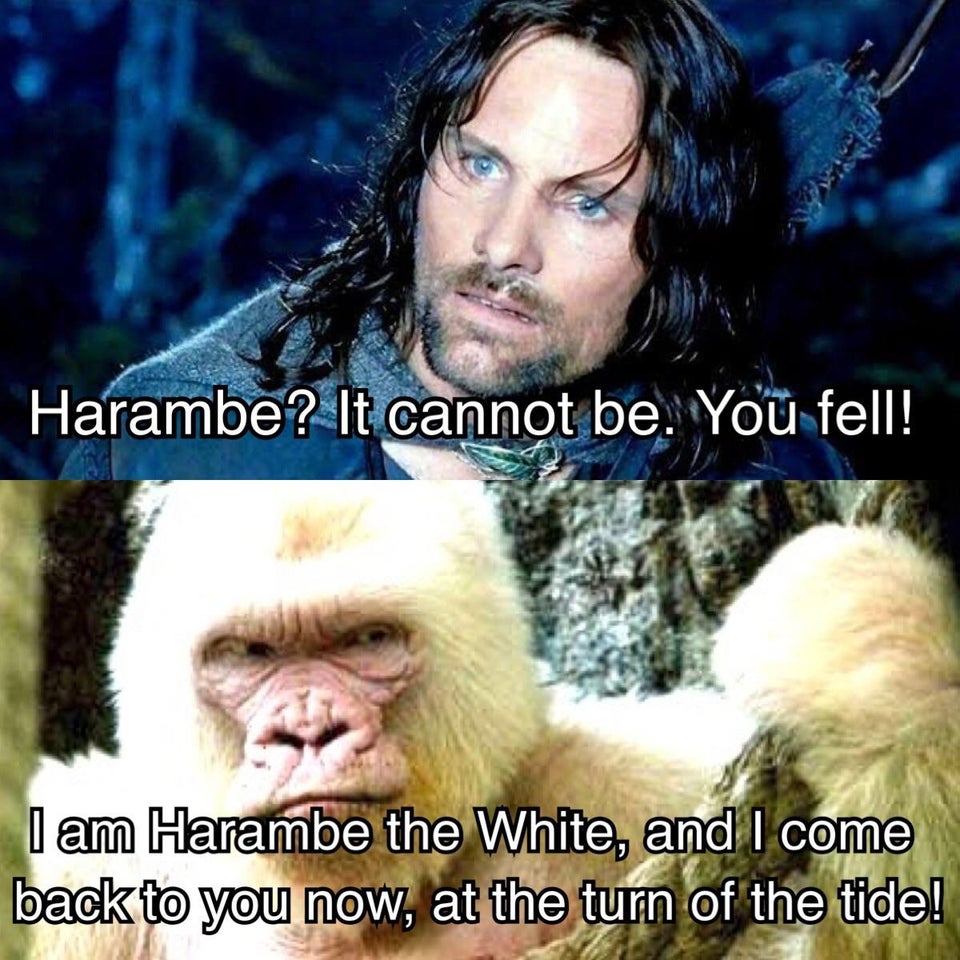 Harambe? It cannot be. You fell!
I am Harambe the White, and I come
back to you now, at the turn of the tide!